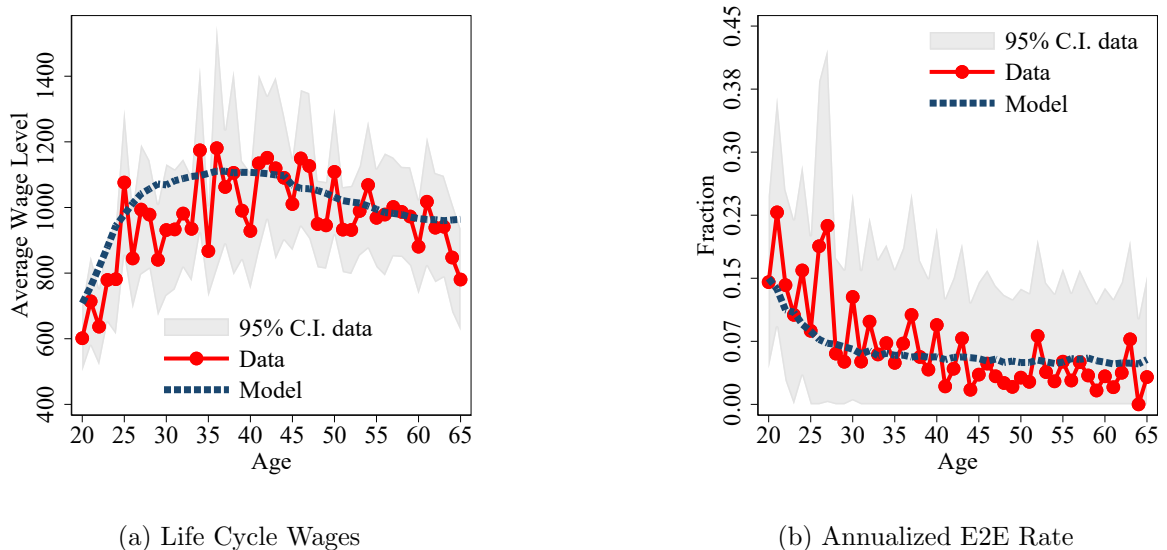 1400
1200
1000
800
600
400
Average Wage Level
95% C.I. data
Data
Model
20 25 30 35 40 45 50 55 60 65
Age
(a) Life Cycle Wages
0.45
0.38
0.30
0.23
0.15
0.07
0.00
Fraction
95% C.I. data
Data
Model
20 25 30 35 40 45 50 55 60 65
Age
(b) Annualized E2E Rate